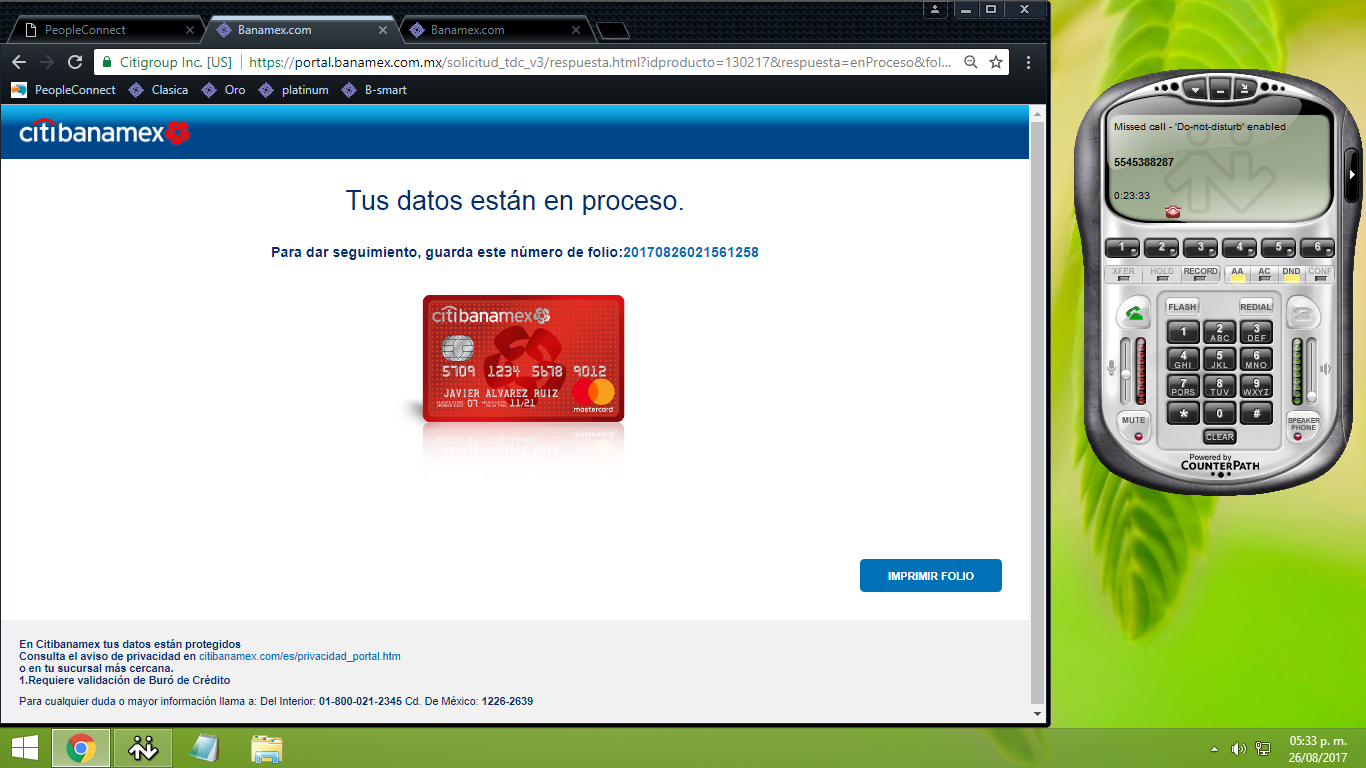 PeopleConnect
Banamex.com
Banamex.com
Citigroup Inc. [US]
https://portal.banamex.com.mx/solicitud_tdc_v3/respuesta.html?idproducto=130217&respuesta=enProceso&fol...
PeopleConnect Clasica Oro platinum B-smart
citibanamex
Tus datos están en proceso.
Para dar seguimiento, guarda este número de folio:20170826021561258
citibanamex
5709 1234 5678 9012
JAVIER ALVAREZ RUIZ
07 11/21
mastercard
IMPRIMIR FOLIO
En Citibanamex tus datos están protegidos
Consulta el aviso de privacidad en citibanamex.com/es/privacidad_portal.htm
o en tu sucursal más cercana.
1.Requiere validación de Buró de Crédito
Para cualquier duda o mayor información llama a: Del Interior: 01-800-021-2345 Cd. De México: 1226-2639
Missed call - 'Do-not-disturb' enabled
5545388287
0:23:33
1 2 3 4 5 6
XFER HOLD RECORD AA AC DND CONF
FLASH REDIAL
1 2 ABC 3 DEF
4 GHI 5 JKL 6 MNO
7 PQRS 8 TUV 9 WXYZ
* 0 #
MUTE
SPEAKER
PHONE
CLEAR
Powered by
COUNTERPATH
05:33 p. m.
26/08/2017